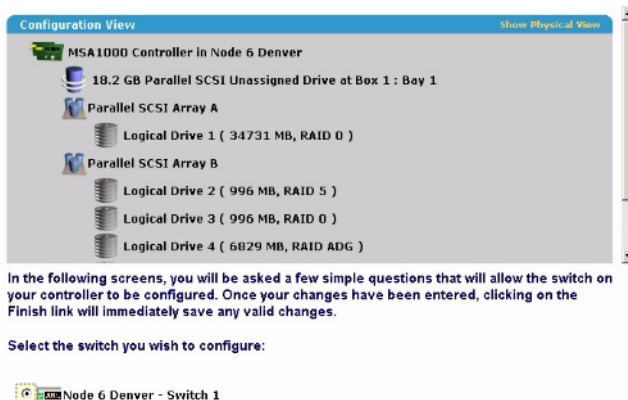 Configuration View Show Physical View
MSA1000 Controller in Node 6 Denver
18.2 GB Parallel SCSI Unassigned Drive at Box 1 : Bay 1
Parallel SCSI Array A
Logical Drive 1 ( 34731 MB, RAID 0 )
Parallel SCSI Array B
Logical Drive 2 ( 996 MB, RAID 5 )
Logical Drive 3 ( 996 MB, RAID 0 )
Logical Drive 4 ( 6829 MB, RAID ADG )
In the following screens, you will be asked a few simple questions that will allow the switch on
your controller to be configured. Once your changes have been entered, clicking on the
Finish link will immediately save any valid changes.
Select the switch you wish to configure:
Node 6 Denver - Switch 1